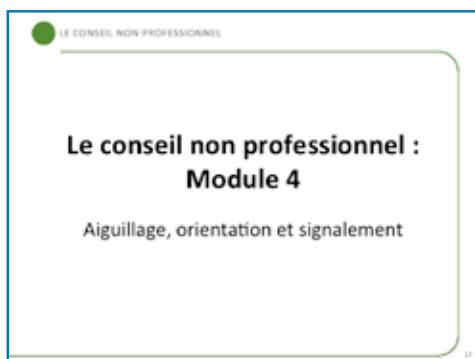 LE CONSEIL NON PROFESSIONNEL
Le conseil non professionnel :
Module 4
Aiguillage, orientation et signalement